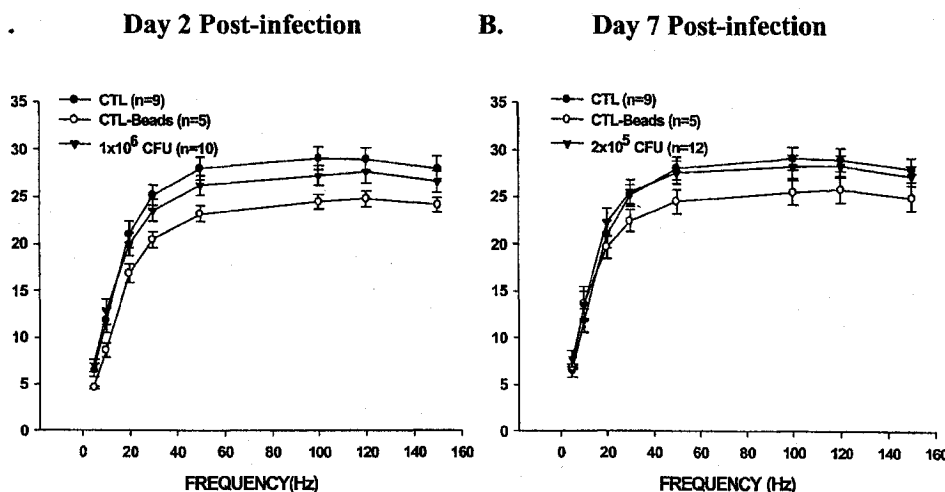 . Day 2 Post-infection B. Day 7 Post-infection
CTL (n=9)
CTL-Beads (n=5)
1x10⁶ CFU (n=10)
35
30
25
20
15
10
5
0
0 20 40 60 80 100 120 140 160
FREQUENCY(Hz)
CTL (n=9)
CTL-Beads (n=5)
2x10⁵ CFU (n=12)
35
30
25
20
15
10
5
0
0 20 40 60 80 100 120 140 160
FREQUENCY (Hz)